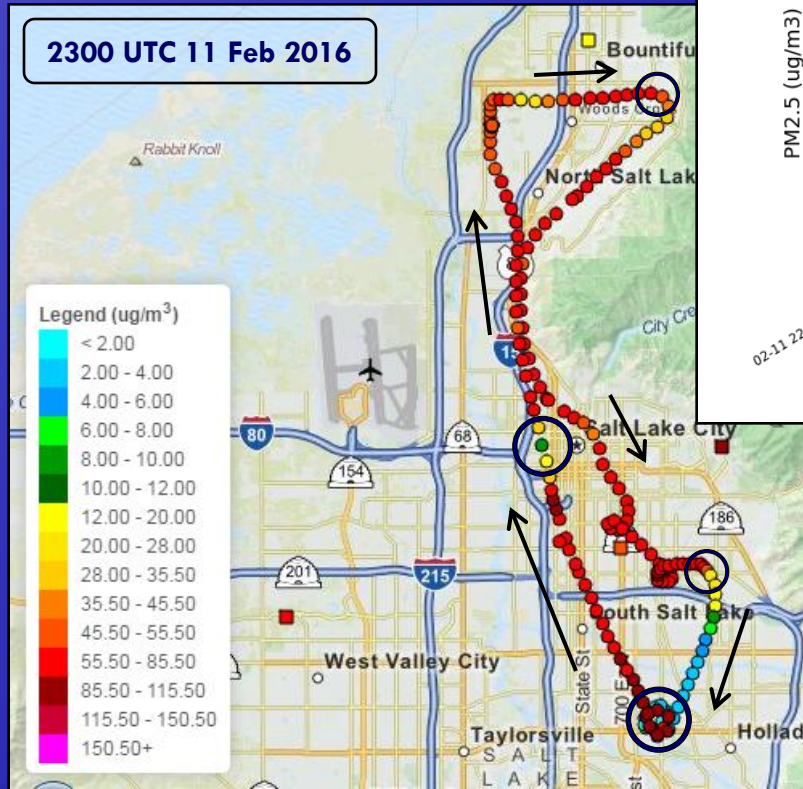 2300 UTC 11 Feb 2016
PM2.5 (ug/m3)
02-11 22
Bountifu
Woods Cro
Rabbit Knoll
North Salt Lak
City Cre
Legend (ug/m³)
< 2.00
2.00 - 4.00
4.00 - 6.00
6.00 - 8.00
8.00 - 10.00
10.00 - 12.00
12.00 - 20.00
20.00 - 28.00
28.00 - 35.50
35.50 - 45.50
45.50 - 55.50
55.50 - 85.50
85.50 - 115.50
115.50 - 150.50
150.50+
15
80
68
154
Salt Lake City
186
201
215
South Salt Lake
West Valley City
State St
700 E
Taylorsville
Hollad
SALT
LAKE
st